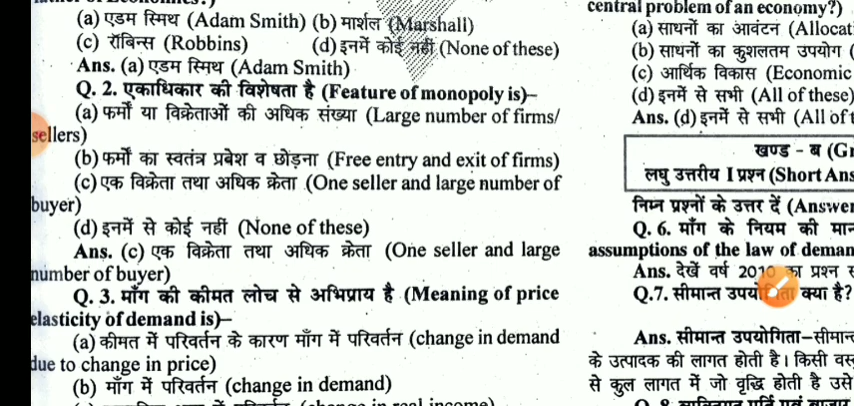 (a) एडम स्मिथ (Adam Smith) (b) मार्शल (Marshall)
(c) रॉबिन्स (Robbins) (d) इनमें कोई नहीं (None of these)
Ans. (a) एडम स्मिथ (Adam Smith)
Q. 2. एकाधिकार की विशेषता है (Feature of monopoly is)–
(a) फर्मों या विक्रेताओं की अधिक संख्या (Large number of firms/
sellers)
(b) फर्मों का स्वतंत्र प्रबेश व छोड़ना (Free entry and exit of firms)
(c) एक विक्रेता तथा अधिक क्रेता (One seller and large number of
buyer)
(d) इनमें से कोई नहीं (None of these)
Ans. (c) एक विक्रेता तथा अधिक क्रेता (One seller and large
number of buyer)
Q. 3. माँग की कीमत लोच से अभिप्राय है (Meaning of price
elasticity of demand is)–
(a) कीमत में परिवर्तन के कारण माँग में परिवर्तन (change in demand
due to change in price)
(b) माँग में परिवर्तन (change in demand)
central problem of an economy?)
(a) साधनों का आवंटन (Allocat
(b) साधनों का कुशलतम उपयोग (
(c) आर्थिक विकास (Economic
(d) इनमें से सभी (All of these)
Ans. (d) इनमें से सभी (All of t
खण्ड - ब (Gr
लघु उत्तरीय I प्रश्न (Short Ans
निम्न प्रश्नों के उत्तर दें (Answer
Q. 6. माँग के नियम की मान
assumptions of the law of deman
Ans. देखें वर्ष 2010 का प्रश्न
Q.7. सीमान्त क्या है?
Ans. सीमान्त उपयोगिता–सीमान्त
के उत्पादक की लागत होती है। किसी वस्
से कुल लागत में जो वृद्धि होती है उसे